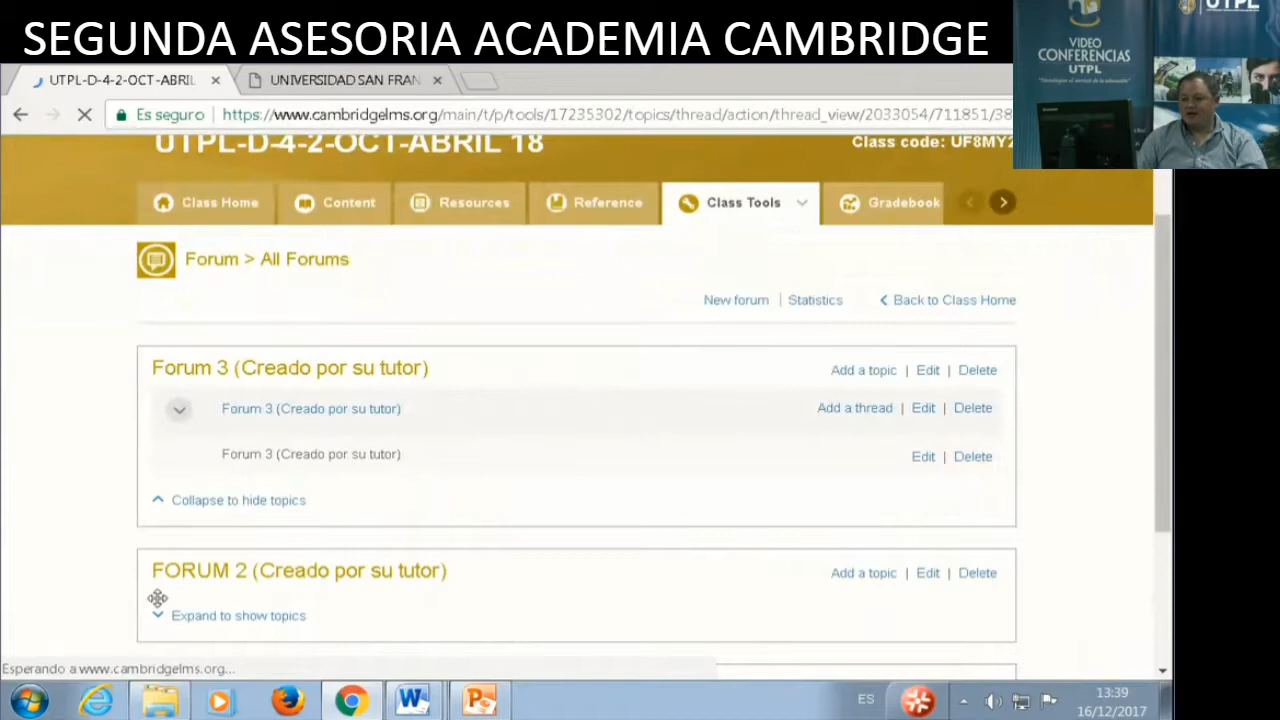 SEGUNDA ASESORIA ACADEMIA CAMBRIDGE
UTPL
VIDEO
CONFERENCIAS
UTPL
UTPL-D-4-2-OCT-ABRIL
UNIVERSIDAD SAN FRAN
Es seguro
https://www.cambridgelms.org/main/t/p/tools/17235302/topics/thread/action/thread_view/2033054/711851/38
UTPL-D-4-2-OCT-ABRIL 18
Class code: UF8MY2
Class Home
Content
Resources
Reference
Class Tools
Gradebook
Forum > All Forums
New forum | Statistics
Back to Class Home
Forum 3 (Creado por su tutor)
Add a topic | Edit | Delete
Forum 3 (Creado por su tutor)
Add a thread | Edit | Delete
Forum 3 (Creado por su tutor)
Edit | Delete
Collapse to hide topics
FORUM 2 (Creado por su tutor)
Add a topic | Edit | Delete
Expand to show topics
Esperando a www.cambridgelms.org...
ES
13:39
16/12/2017